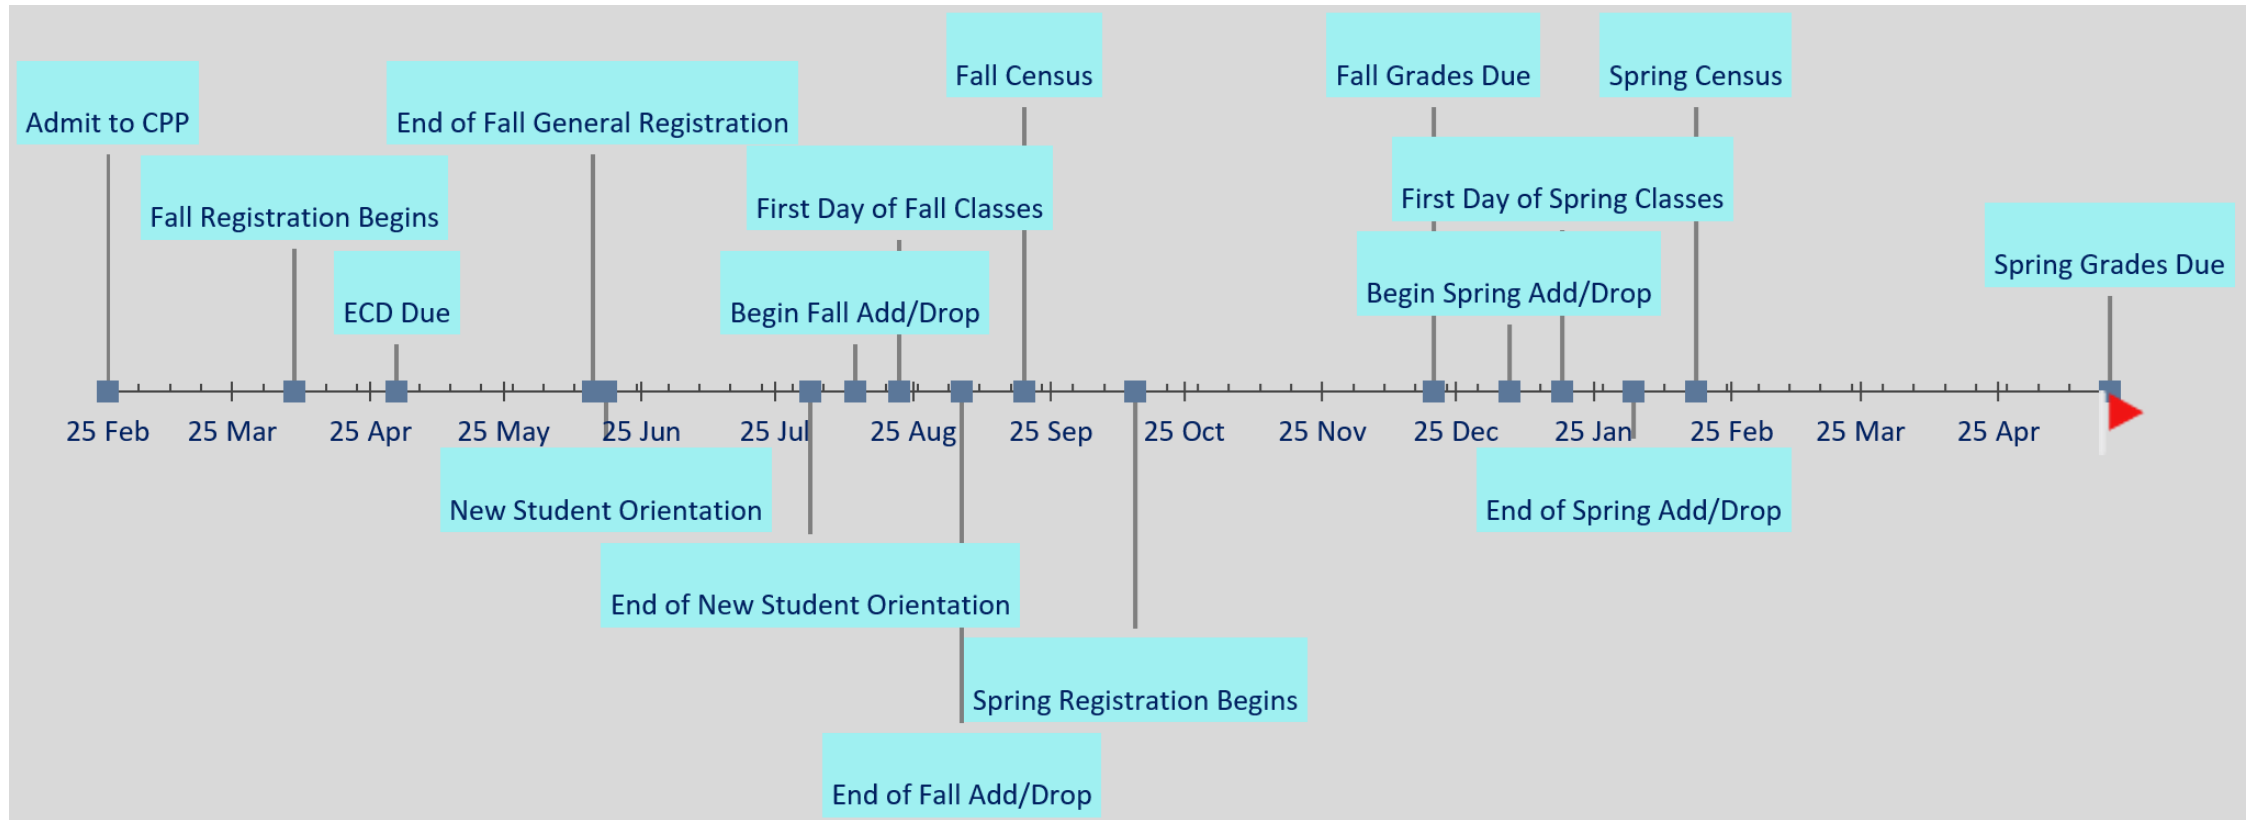 Fall Census
Fall Grades Due
Spring Census
Admit to CPP
End of Fall General Registration
First Day of Spring Classes
First Day of Fall Classes
Fall Registration Begins
Spring Grades Due
Begin Spring Add/Drop
ECD Due
Begin Fall Add/Drop
25 Feb
25 Mar
25 Apr
25 May
25 Jun
25 Jul
25 Aug
25 Sep
25 Oct
25 Nov
25 Dec
25 Jan
25 Feb
25 Mar
25 Apr
New Student Orientation
End of Spring Add/Drop
End of New Student Orientation
Spring Registration Begins
End of Fall Add/Drop